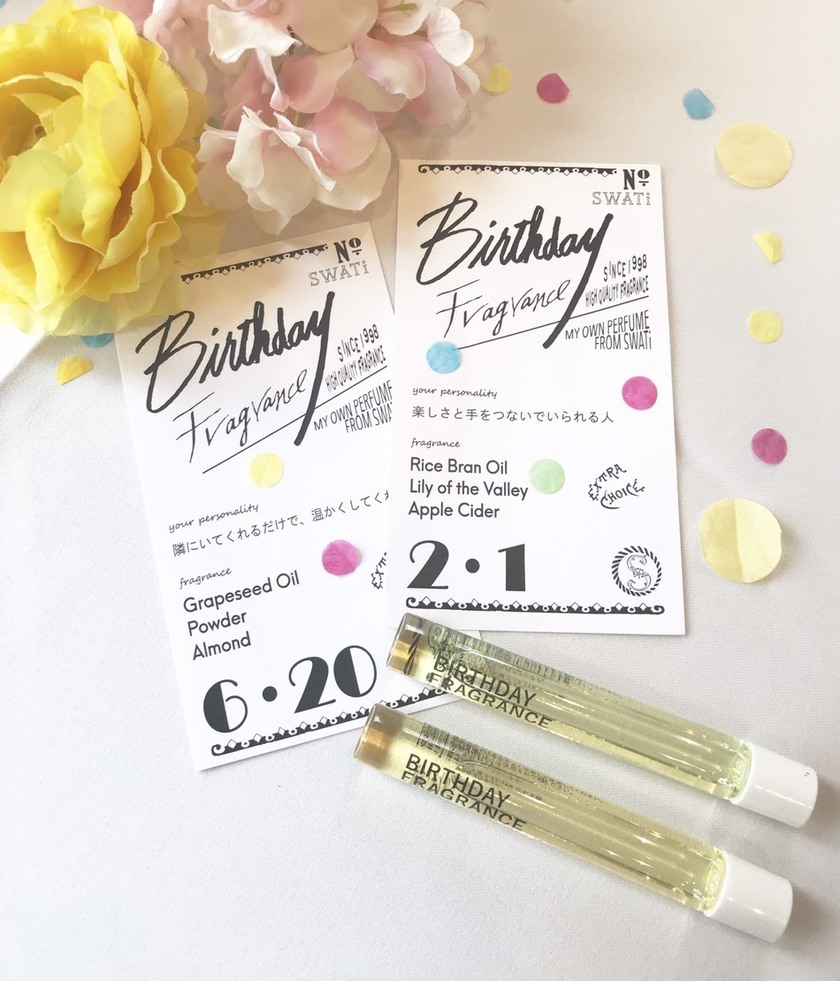 Nº
SWATi
Birthday
Fragrance
SINCE 1998
HIGH QUALITY FRAGRANCE
MY OWN PERFUME
FROM SWATi
your personality
隣にいてくれるだけで、温かくしてくれ
fragrance
Grapeseed Oil
Powder
Almond
6・20
Nº
SWATi
Birthday
Fragrance
SINCE 1998
HIGH QUALITY FRAGRANCE
MY OWN PERFUME
FROM SWATi
your personality
楽しさと手をつないでいられる人
fragrance
Rice Bran Oil
Lily of the Valley
Apple Cider
EXTRA
CHOICE
2・1
BIRTHDAY
FRAGRANCE
BIRTHDAY
FRAGRANCE